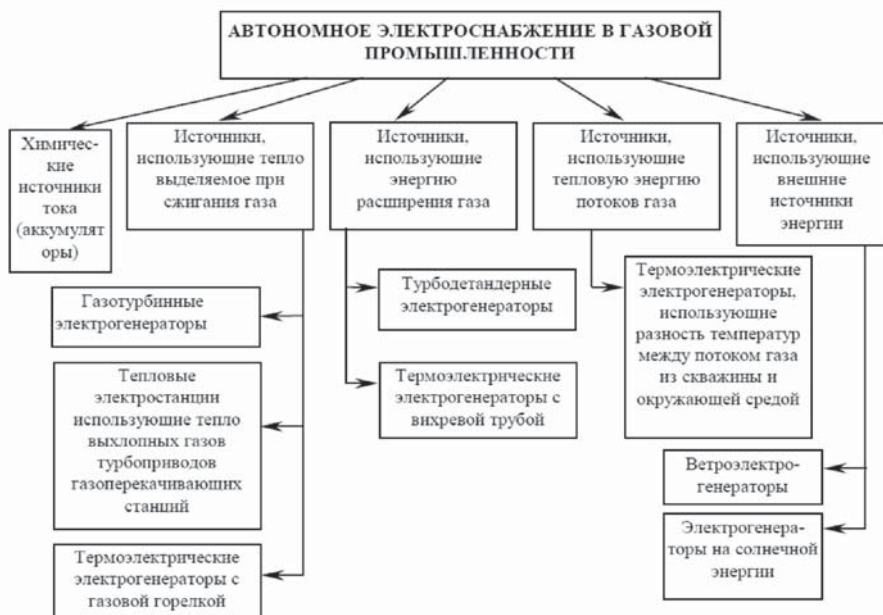 АВТОНОМНОЕ ЭЛЕКТРОСНАБЖЕНИЕ В ГАЗОВОЙ
ПРОМЫШЛЕННОСТИ
Химичес-
кие
источники
тока
(аккумулят
оры)
Источники,
использующие тепло
выделяемое при
сжигания газа
Источники,
использующие
энергию
расширения газа
Источники,
использующие
тепловую энергию
потоков газа
Источники,
использующие
внешние
источники
энергии
Газотурбинные
электрогенераторы
Тепловые
электростанции
использующие тепло
выхлопных газов
турбоприводов
газоперекачивающих
станций
Термоэлектрические
электрогенераторы с
газовой горелкой
Турбодетандерные
электрогенераторы
Термоэлектрические
электрогенераторы с
вихревой трубой
Термоэлектрические
электрогенераторы,
использующие
разность температур
между потоком газа
из скважины и
окружающей средой
Ветроэлектро-
генераторы
Электрогенера-
торы на солнечной
энергии